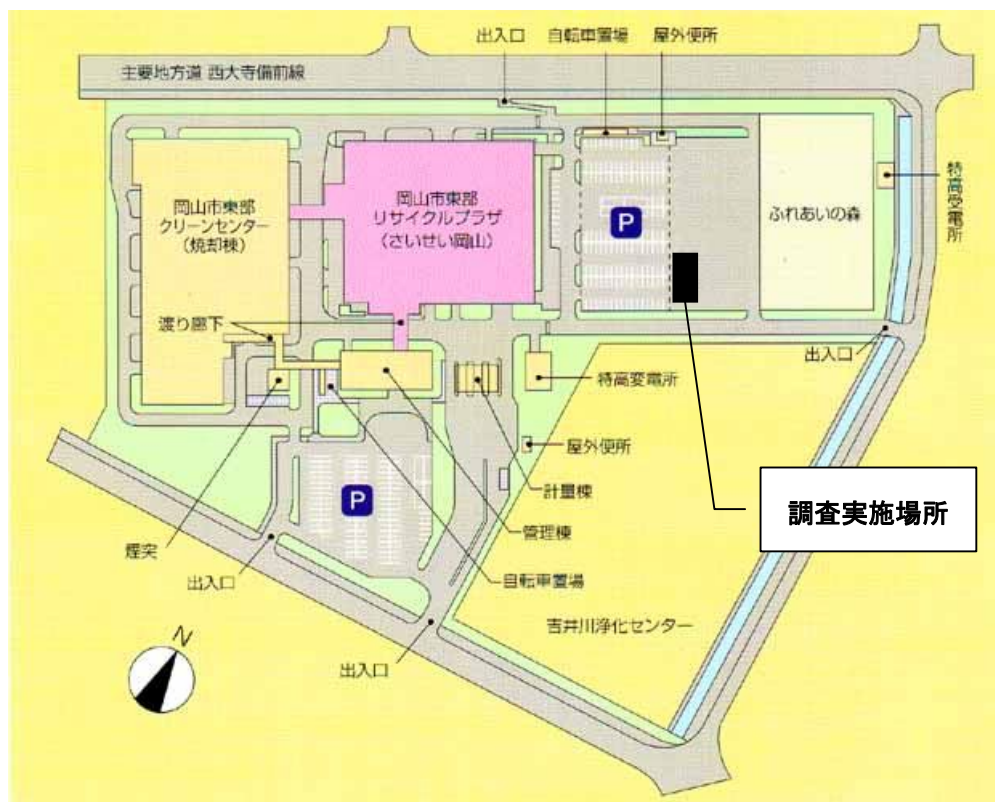 出入口
自転車置場
屋外便所
主要地方道 西大寺備前線
特高受電所
岡山市東部
クリーンセンター
(焼却棟)
岡山市東部
リサイクルプラザ
(さいせい岡山)
P
ふれあいの森
渡り廊下
出入口
特高変電所
屋外便所
計量棟
P
調査実施場所
管理棟
煙突
出入口
自転車置場
吉井川浄化センター
出入口
N